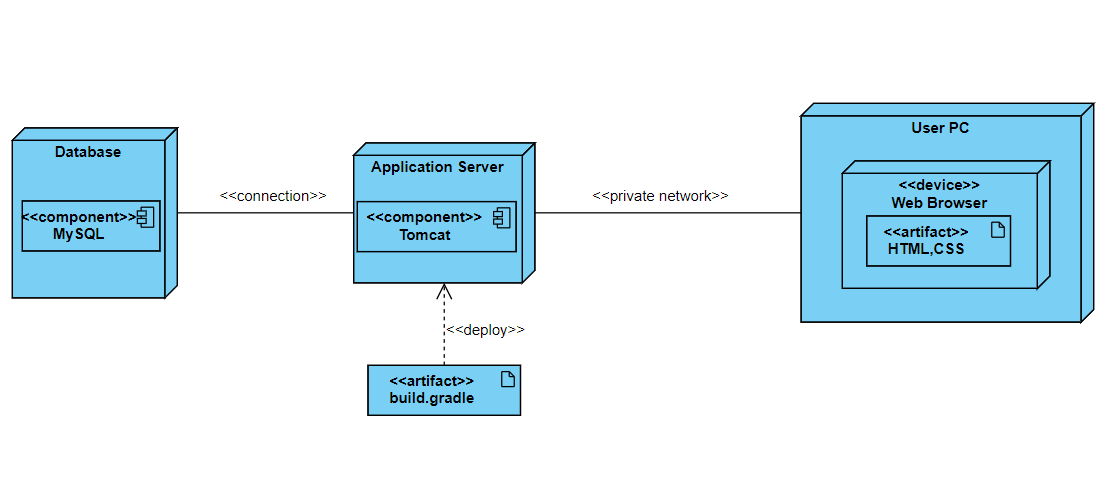 Database
<<component>>
MySQL
<<connection>>
Application Server
<<component>>
Tomcat
<<private network>>
User PC
<<device>>
Web Browser
<<artifact>>
HTML,CSS
<<deploy>>
<<artifact>>
build.gradle